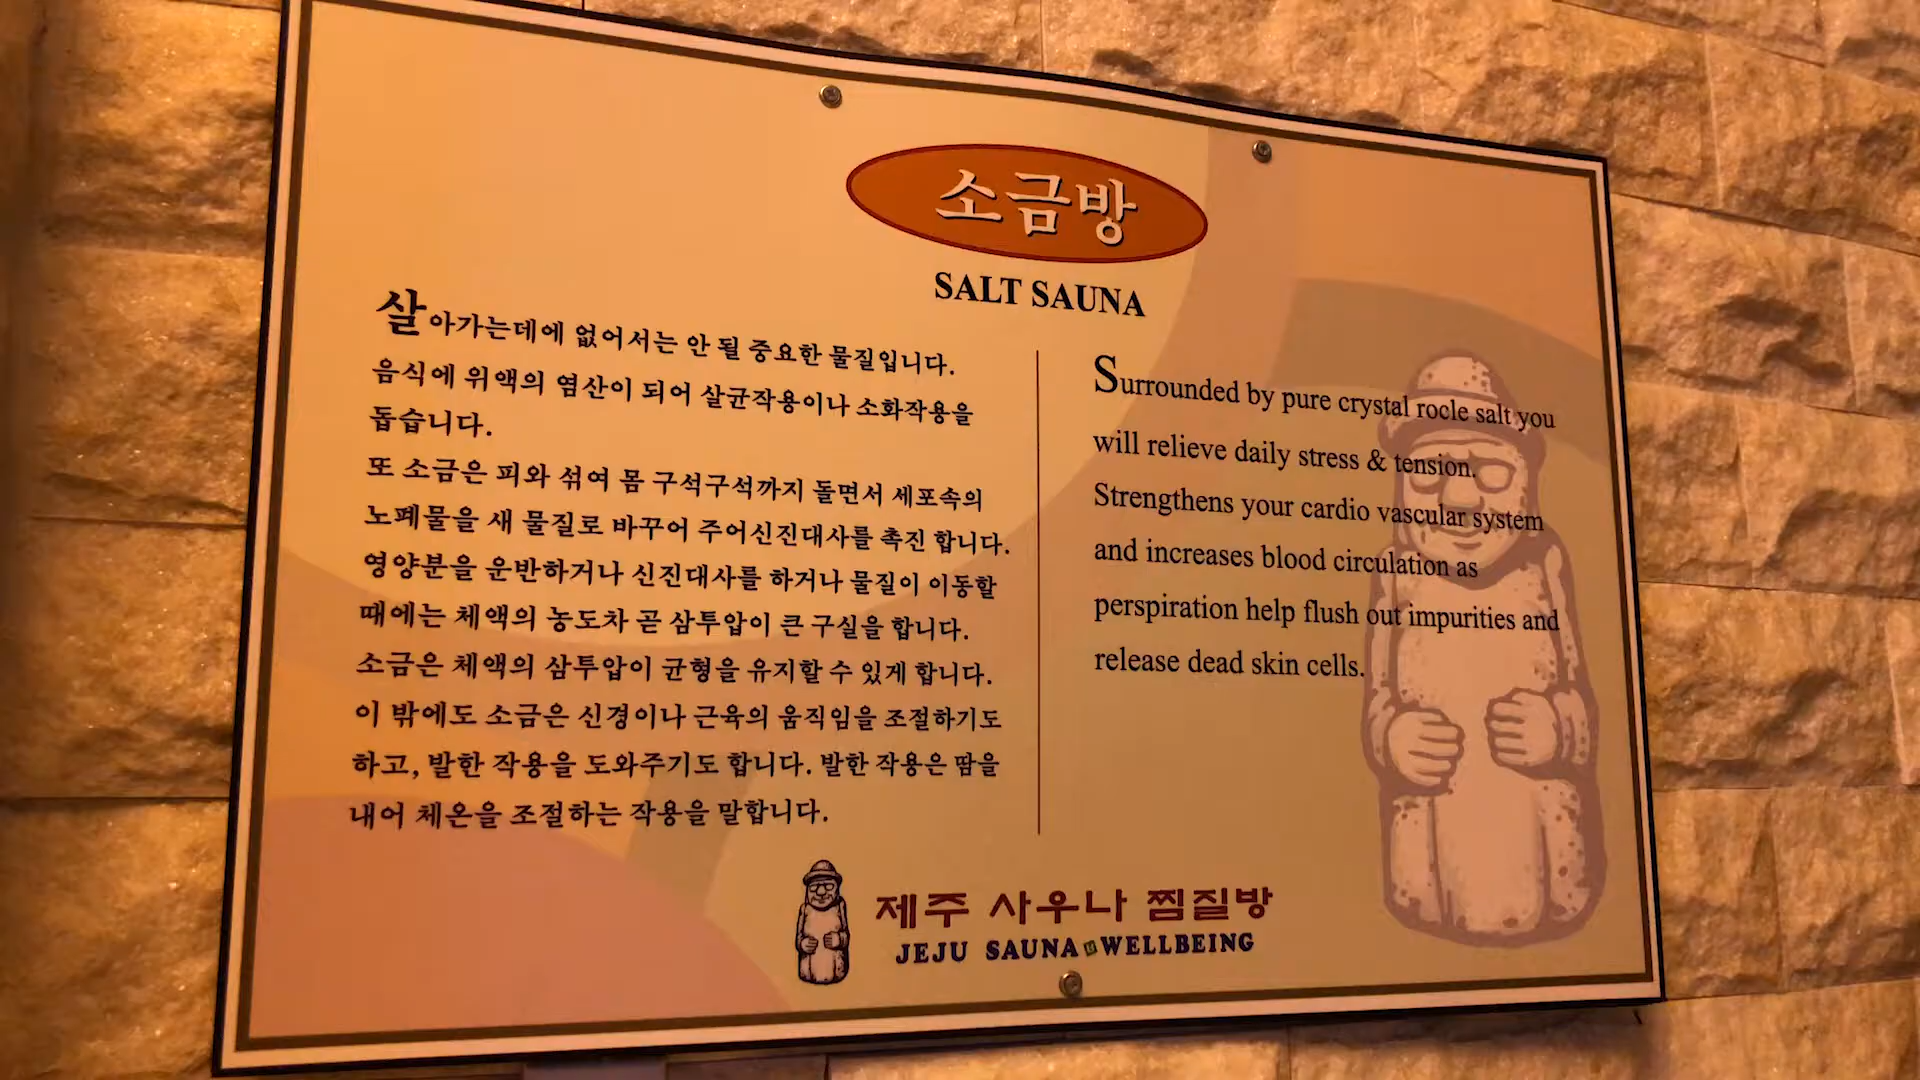 소금방
SALT SAUNA
살아가는데에 없어서는 안 될 중요한 물질입니다.
음식에 위액의 염산이 되어 살균작용이나 소화작용을
돕습니다.
또 소금은 피와 섞여 몸 구석구석까지 돌면서 세포속의
노폐물을 새 물질로 바꾸어 주어신진대사를 촉진 합니다.
영양분을 운반하거나 신진대사를 하거나 물질이 이동할
때에는 체액의 농도차 곧 삼투압이 큰 구실을 합니다.
소금은 체액의 삼투압이 균형을 유지할 수 있게 합니다.
이 밖에도 소금은 신경이나 근육의 움직임을 조절하기도
하고, 발한 작용을 도와주기도 합니다. 발한 작용은 땀을
내어 체온을 조절하는 작용을 말합니다.
Surrounded by pure crystal rocle salt you
will relieve daily stress & tension.
Strengthens your cardio vascular system
and increases blood circulation as
perspiration help flush out impurities and
release dead skin cells.
제주 사우나 찜질방
JEJU SAUNA WELLBEING